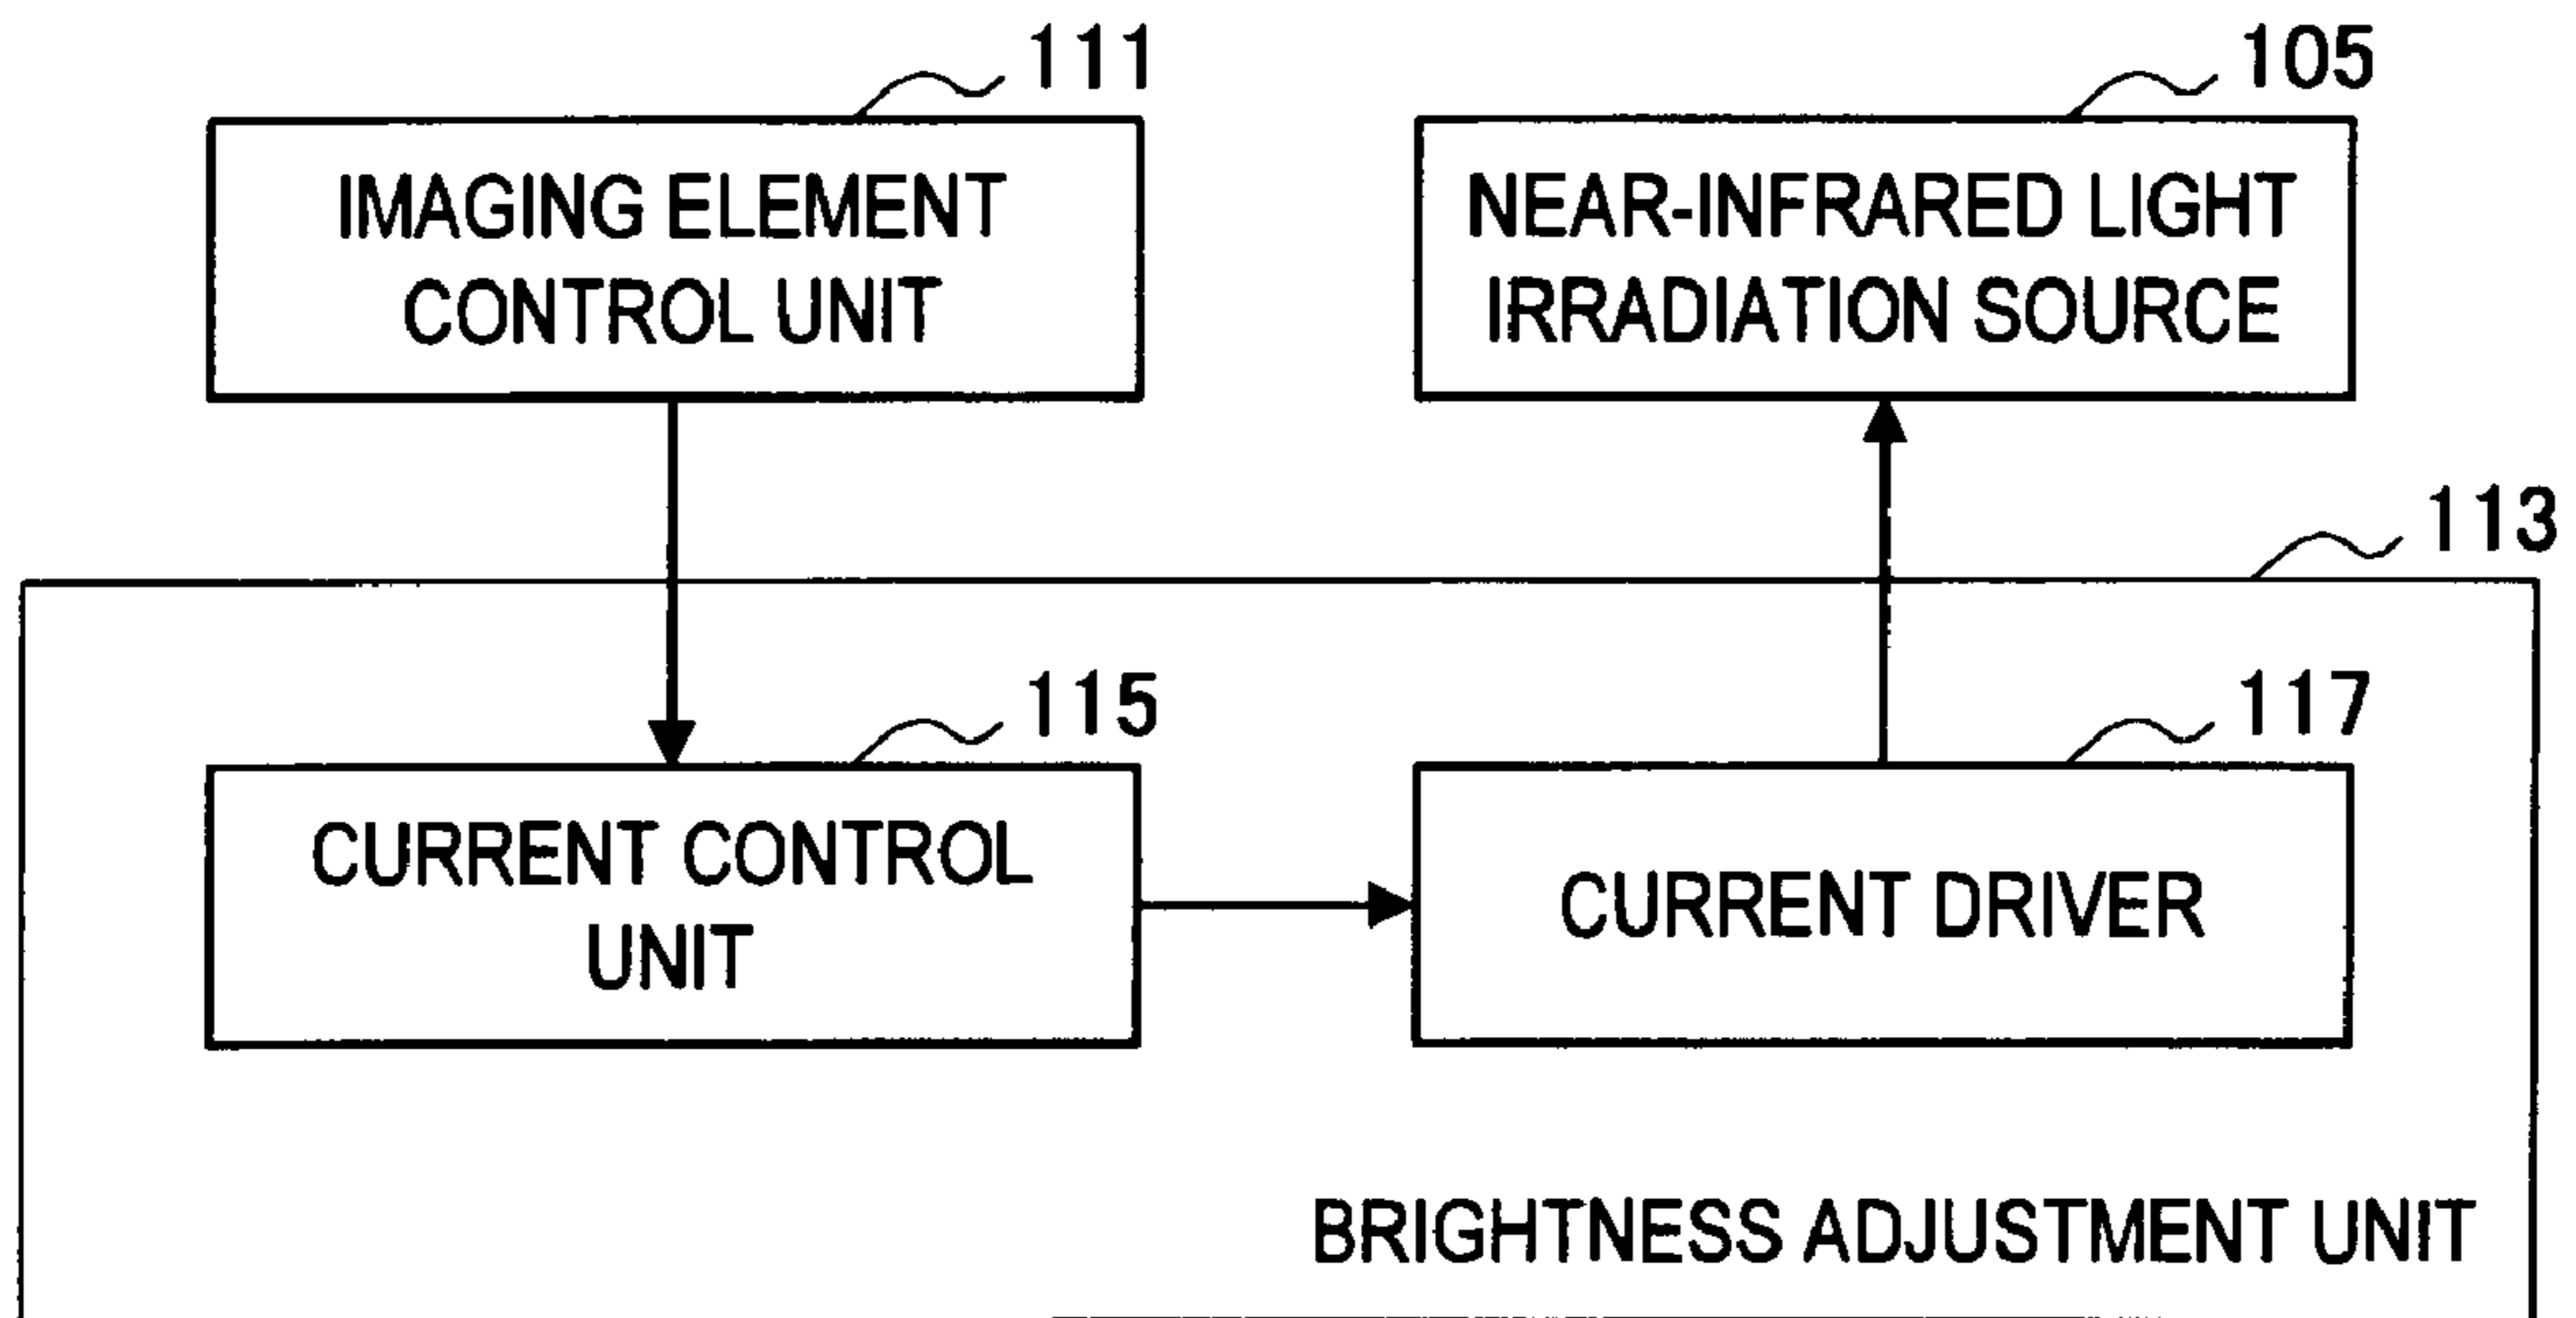 111
105
IMAGING ELEMENT
CONTROL UNIT
NEAR-INFRARED LIGHT
IRRADIATION SOURCE
113
115
117
CURRENT CONTROL
UNIT
CURRENT DRIVER
BRIGHTNESS ADJUSTMENT UNIT